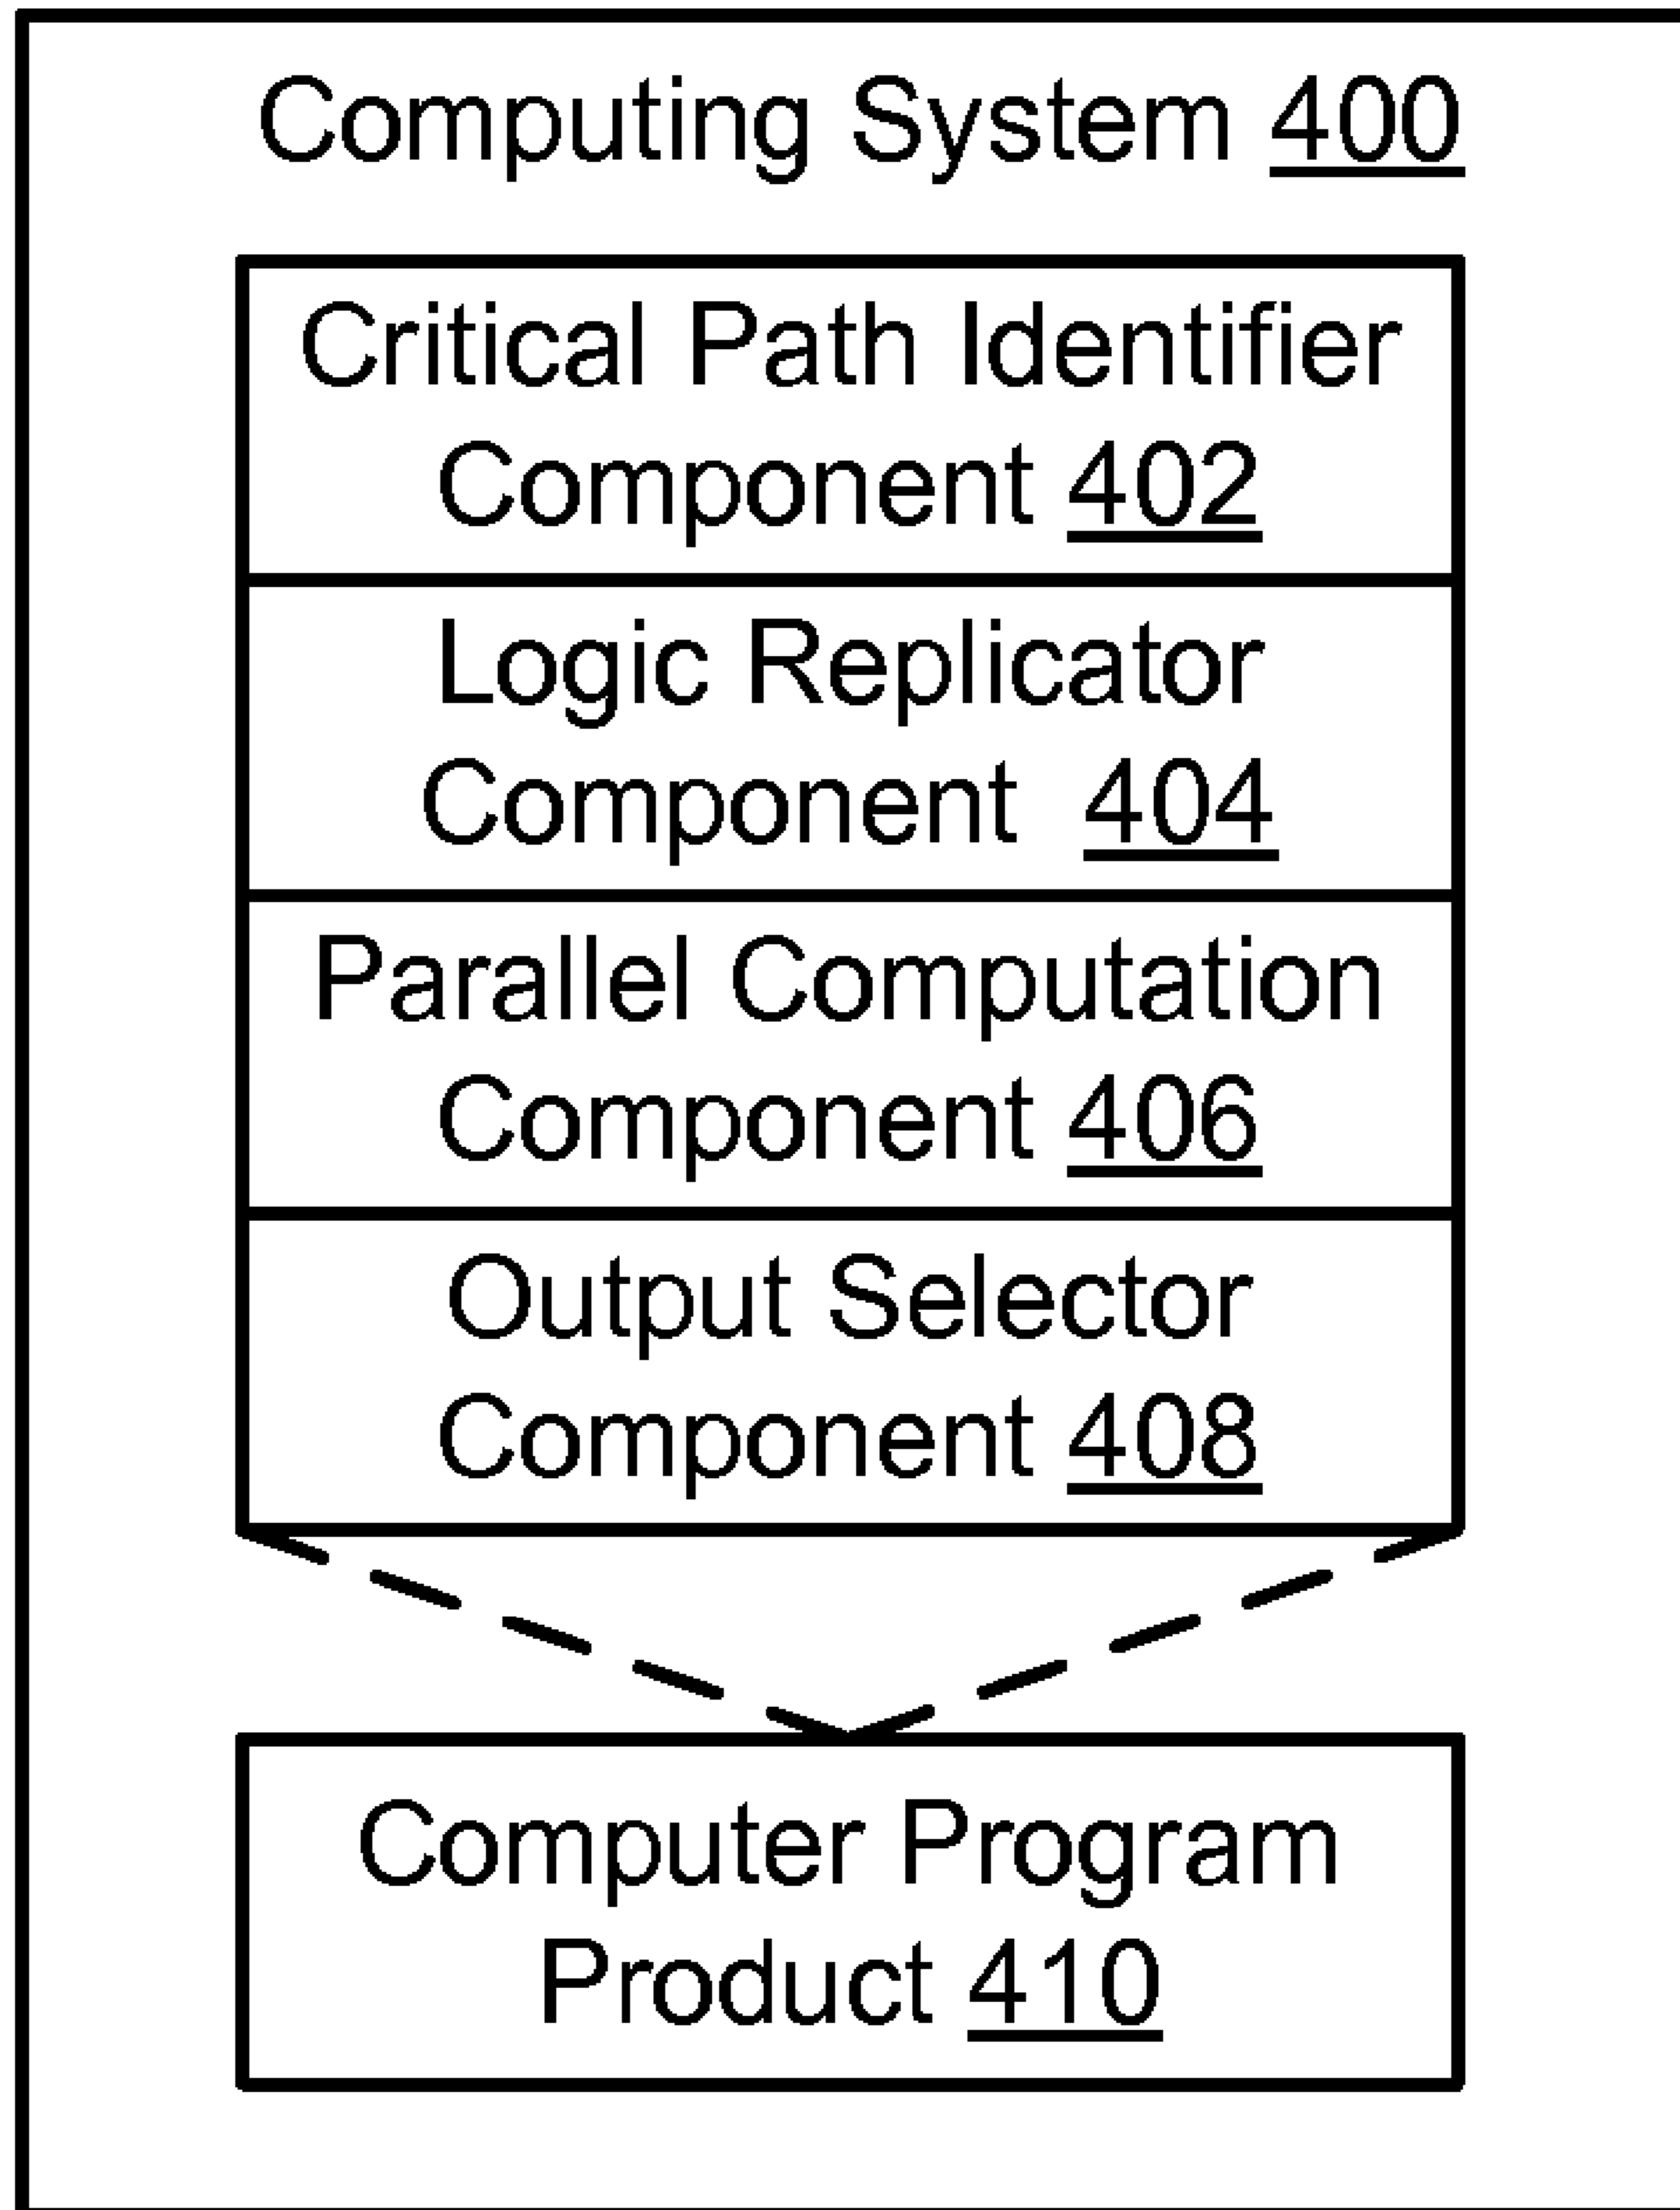 Computing System 400
Critical Path Identifier
Component 402
Logic Replicator
Component 404
Parallel Computation
Component 406
Output Selector
Component 408
Computer Program
Product 410